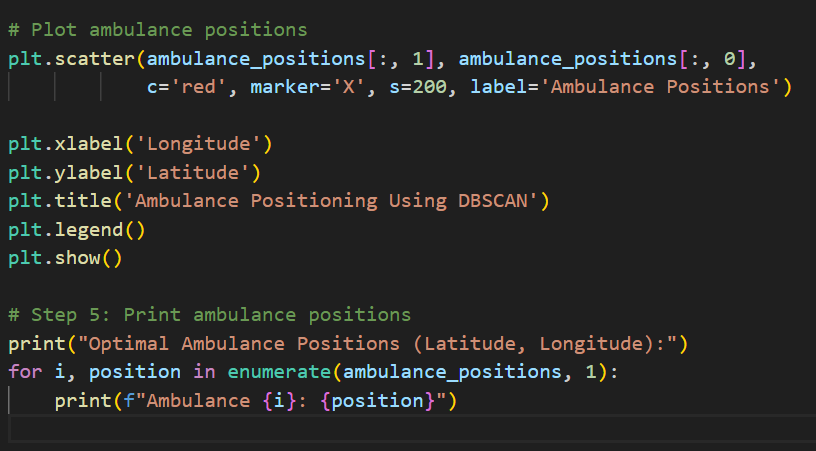 # Plot ambulance positions
plt.scatter(ambulance_positions[:, 1], ambulance_positions[:, 0],
            c='red', marker='X', s=200, label='Ambulance Positions')

plt.xlabel('Longitude')
plt.ylabel('Latitude')
plt.title('Ambulance Positioning Using DBSCAN')
plt.legend()
plt.show()

# Step 5: Print ambulance positions
print("Optimal Ambulance Positions (Latitude, Longitude):")
for i, position in enumerate(ambulance_positions, 1):
    print(f"Ambulance {i}: {position}")